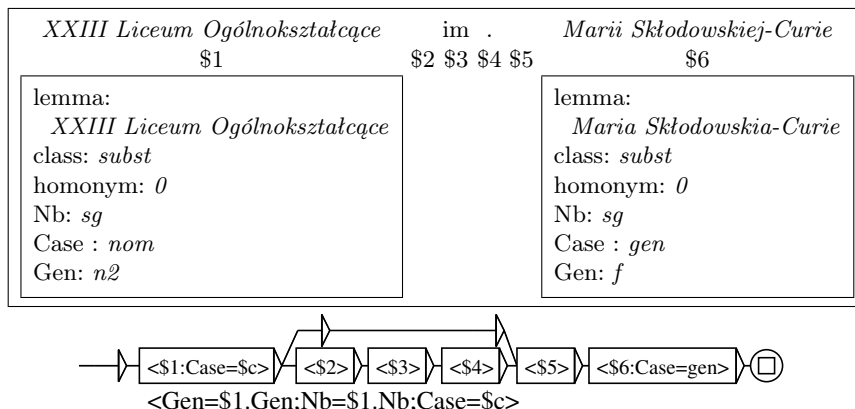 XXIII Liceum Ogólnokształcące im . Marii Skłodowskiej-Curie
$1 $2 $3 $4 $5 $6
lemma:
XXIII Liceum Ogólnokształcące
class: subst
homonym: 0
Nb: sg
Case : nom
Gen: n2
lemma:
Maria Skłodowskia-Curie
class: subst
homonym: 0
Nb: sg
Case : gen
Gen: f
<$1:Case=$c> <$2> <$3> <$4> <$5> <$6:Case=gen>
<Gen=$1.Gen;Nb=$1.Nb;Case=$c>